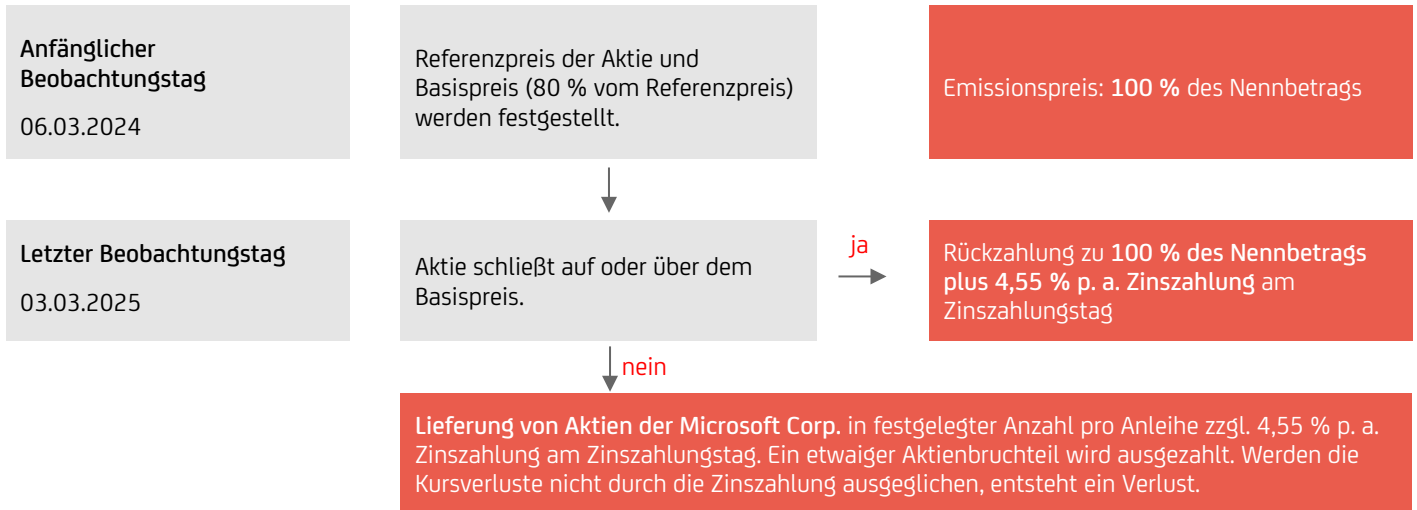 Anfänglicher
Beobachtungstag
06.03.2024
Referenzpreis der Aktie und
Basispreis (80 % vom Referenzpreis)
werden festgestellt.
Emissionspreis: 100 % des Nennbetrags
Letzter Beobachtungstag
03.03.2025
Aktie schließt auf oder über dem
Basispreis.
ja
Rückzahlung zu 100 % des Nennbetrags
plus 4,55 % p. a. Zinszahlung am
Zinszahlungstag
nein
Lieferung von Aktien der Microsoft Corp. in festgelegter Anzahl pro Anleihe zzgl. 4,55 % p. a.
Zinszahlung am Zinszahlungstag. Ein etwaiger Aktienbruchteil wird ausgezahlt. Werden die
Kursverluste nicht durch die Zinszahlung ausgeglichen, entsteht ein Verlust.